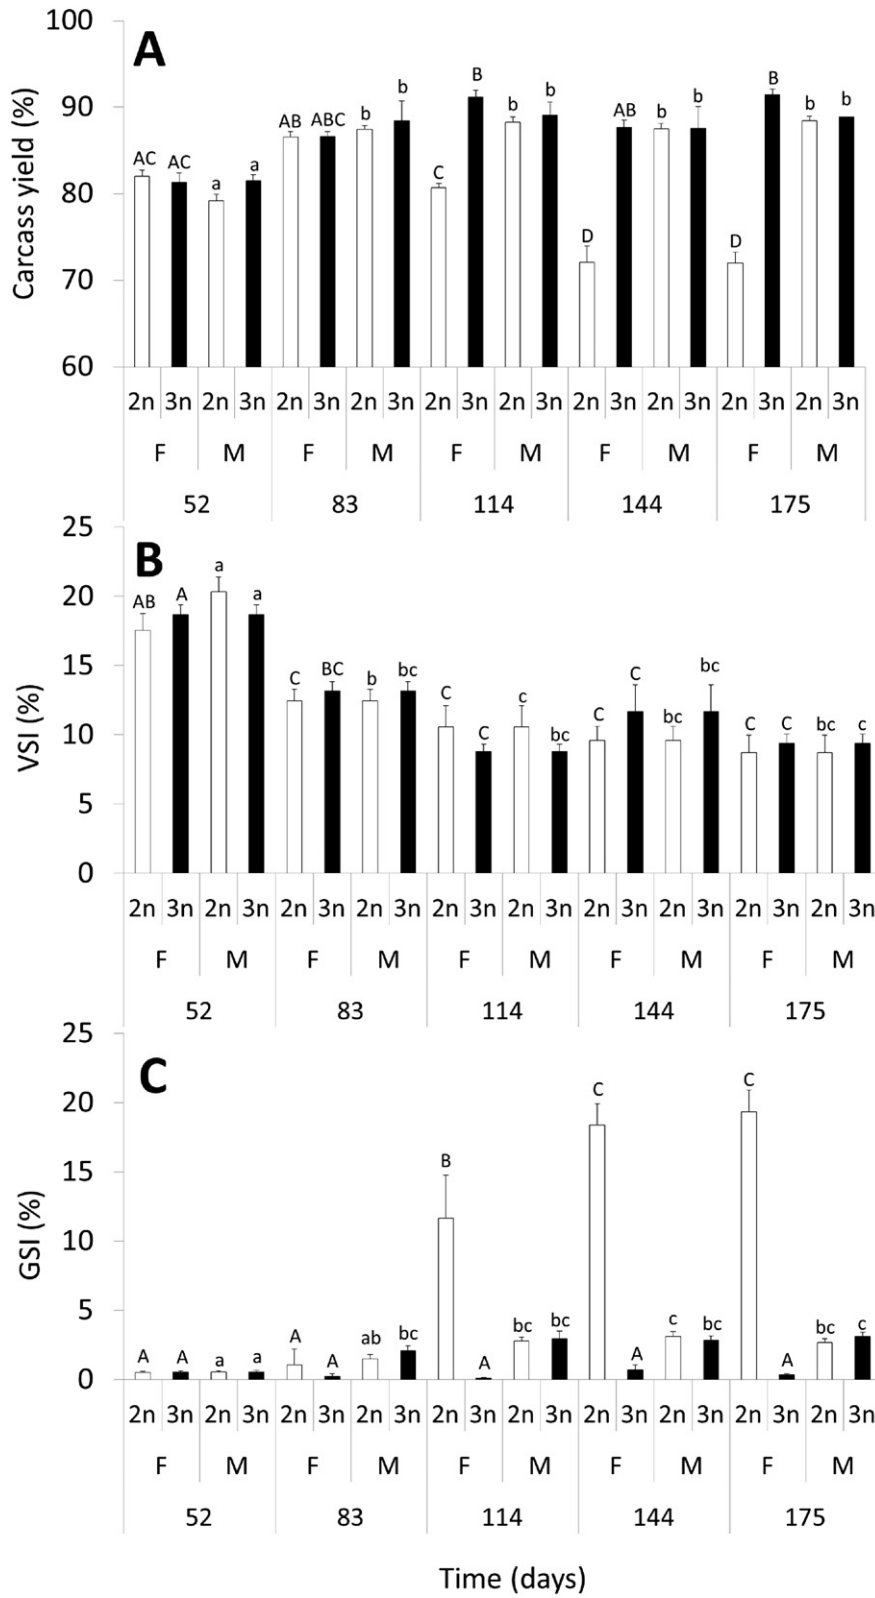 A
Carcass yield (%)
100
90
80
70
60
AC AC a a AB ABC b b C B b b D AB b b D B b b
2n 3n 2n 3n 2n 3n 2n 3n 2n 3n 2n 3n 2n 3n 2n 3n 2n 3n 2n 3n
F M F M F M F M F M
52 83 114 144 175
B
VSI (%)
25
20
15
10
5
0
AB A a a C BC b bc C C c bc C C bc bc C C bc c
2n 3n 2n 3n 2n 3n 2n 3n 2n 3n 2n 3n 2n 3n 2n 3n 2n 3n 2n 3n
F M F M F M F M F M
52 83 114 144 175
C
GSI (%)
25
20
15
10
5
0
A A a a A A ab bc B A bc bc C A c bc C A bc c
2n 3n 2n 3n 2n 3n 2n 3n 2n 3n 2n 3n 2n 3n 2n 3n 2n 3n 2n 3n
F M F M F M F M F M
52 83 114 144 175
Time (days)